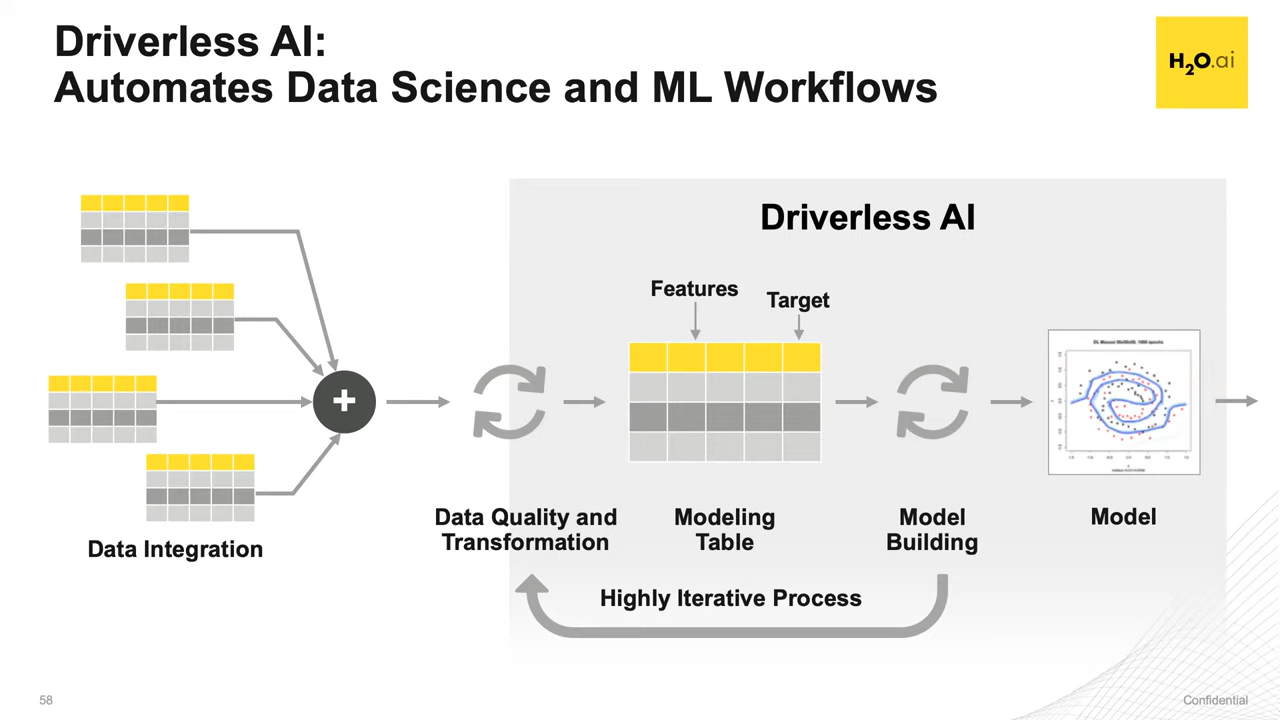 Driverless AI:
Automates Data Science and ML Workflows
H2O.ai
Driverless AI
Features
Target
+
Data Integration
Data Quality and
Transformation
Modeling
Table
Model
Building
Model
Highly Iterative Process
58
Confidential